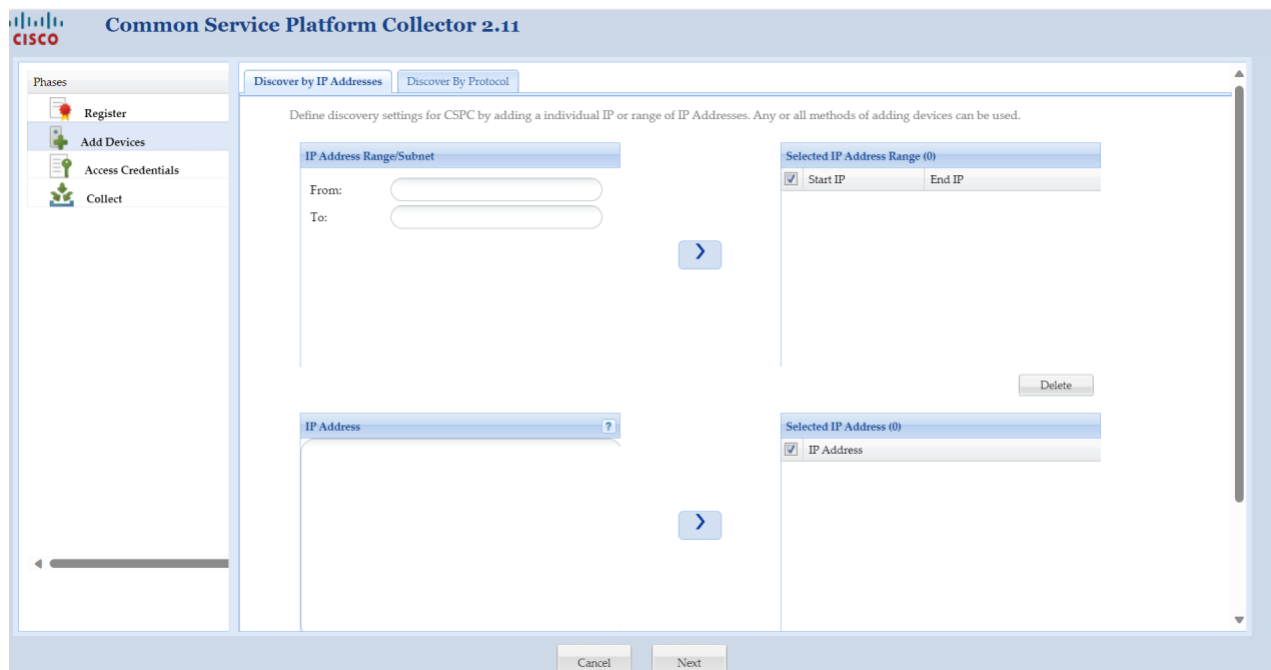 CISCO
Common Service Platform Collector 2.11
Phases
Register
Add Devices
Access Credentials
Collect
Discover by IP Addresses
Discover By Protocol
Define discovery settings for CSPC by adding a individual IP or range of IP Addresses. Any or all methods of adding devices can be used.
IP Address Range/Subnet
From:
To:
Selected IP Address Range (0)
Start IP End IP
Delete
IP Address ?
Selected IP Address (0)
IP Address
Cancel Next